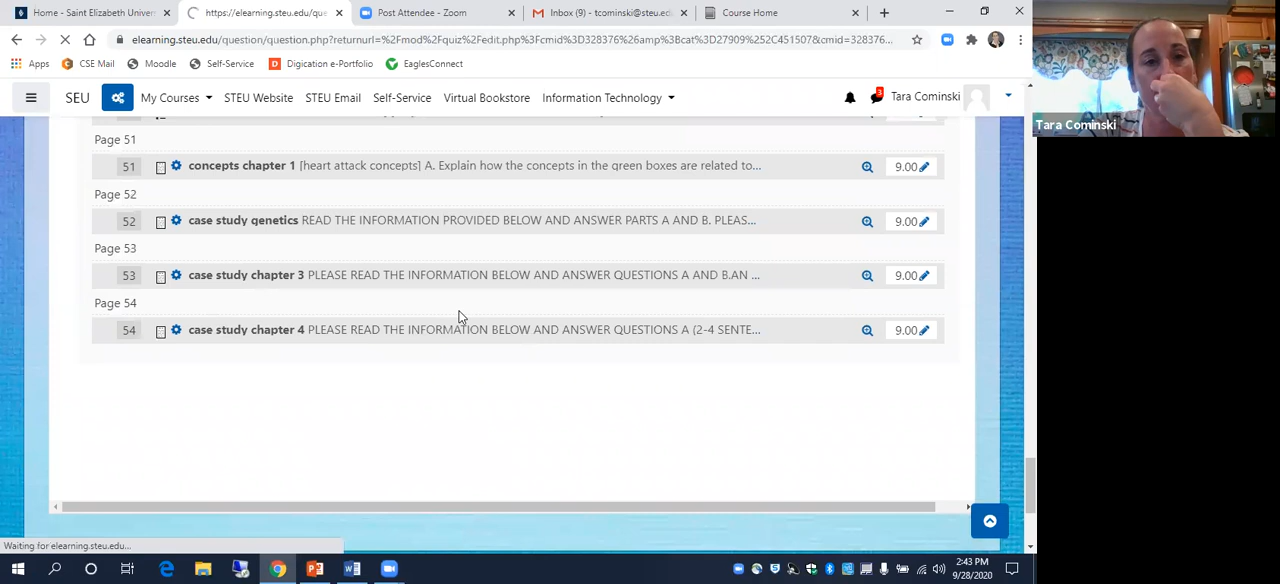 Home - Saint Elizabeth Univer
https://elearning.steu.edu/que
Post Attendee - Zoom
Inbox (9) - tcominski@steu.ed
Course Home
elearning.steu.edu/question/question.php?returnurl=%2Fmod%2Fquiz%2Fedit.php%3Fcmid%3D328376%26amp%3Bcat%3D27909%252C451507&cmid=328376...
Apps
CSE Mail
Moodle
Self-Service
Digication e-Portfolio
EaglesConnect
SEU
My Courses
STEU Website
STEU Email
Self-Service
Virtual Bookstore
Information Technology
3
Tara Cominski
Tara Cominski
Page 51
51 concepts chapter 1 [heart attack concepts] A. Explain how the concepts in the green boxes are related to... 9.00
Page 52
52 case study genetics READ THE INFORMATION PROVIDED BELOW AND ANSWER PARTS A AND B. PLEAS... 9.00
Page 53
53 case study chapter 3 PLEASE READ THE INFORMATION BELOW AND ANSWER QUESTIONS A AND B.AN ... 9.00
Page 54
54 case study chapter 4 PLEASE READ THE INFORMATION BELOW AND ANSWER QUESTIONS A (2-4 SENTE... 9.00
Waiting for elearning.steu.edu...
2:43 PM
9/28/2020